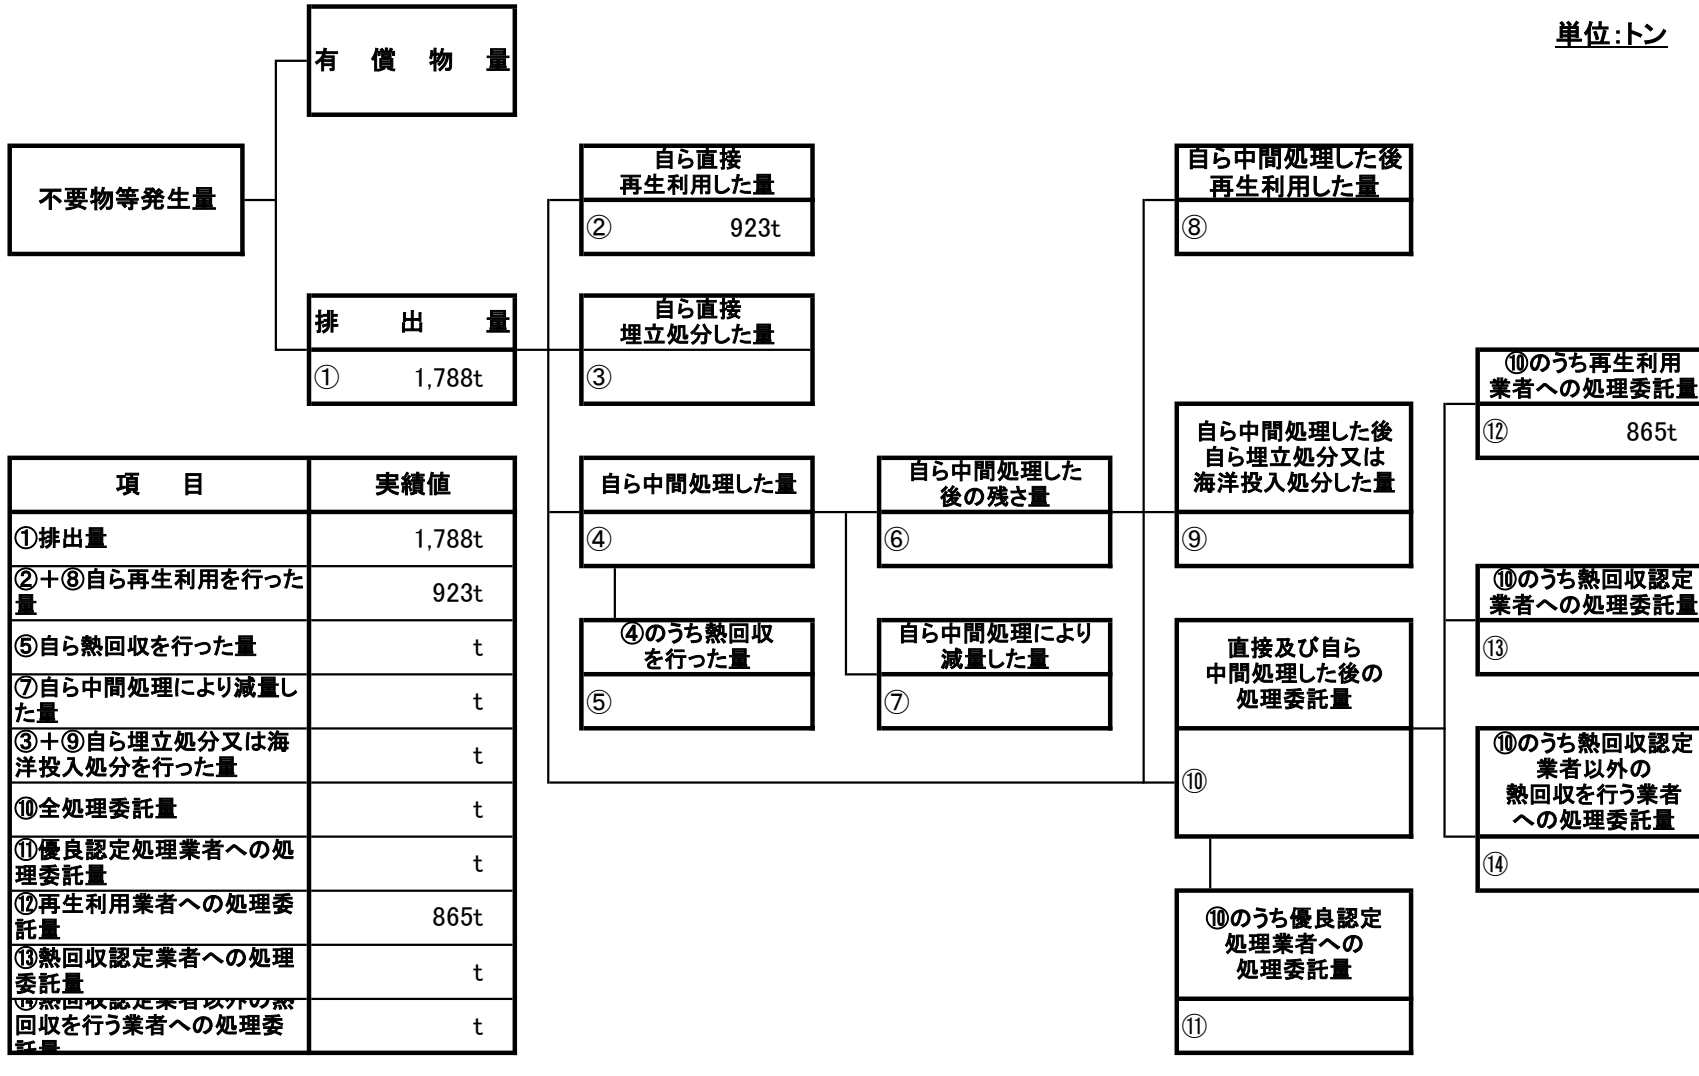 単位:トン
有償物量
不要物等発生量
自ら直接
再生利用した量
② 923t
自ら中間処理した後
再生利用した量
⑧
排出量
① 1,788t
自ら直接
埋立処分した量
③
⑩のうち再生利用
業者への処理委託量
⑫ 865t
自ら中間処理した量
④
自ら中間処理した
後の残さ量
⑥
自ら中間処理した後
自ら埋立処分又は
海洋投入処分した量
⑨
⑩のうち熱回収認定
業者への処理委託量
⑬
④のうち熱回収
を行った量
⑤
自ら中間処理により
減量した量
⑦
直接及び自ら
中間処理した後の
処理委託量
⑩
⑩のうち熱回収認定
業者以外の
熱回収を行う業者
への処理委託量
⑭
⑩のうち優良認定
処理業者への
処理委託量
⑪
項目 実績値
①排出量 1,788t
②+⑧自ら再生利用を行った
量 923t
⑤自ら熱回収を行った量 t
⑦自ら中間処理により減量し
た量 t
③+⑨自ら埋立処分又は海
洋投入処分を行った量 t
⑩全処理委託量 t
⑪優良認定処理業者への処
理委託量 t
⑫再生利用業者への処理委
託量 865t
⑬熱回収認定業者への処理
委託量 t
⑭熱回収認定業者以外の熱
回収を行う業者への処理委
託量 t